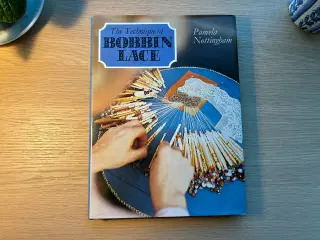 The Technique of
BOBBIN
LACE
Pamela
Nottingham